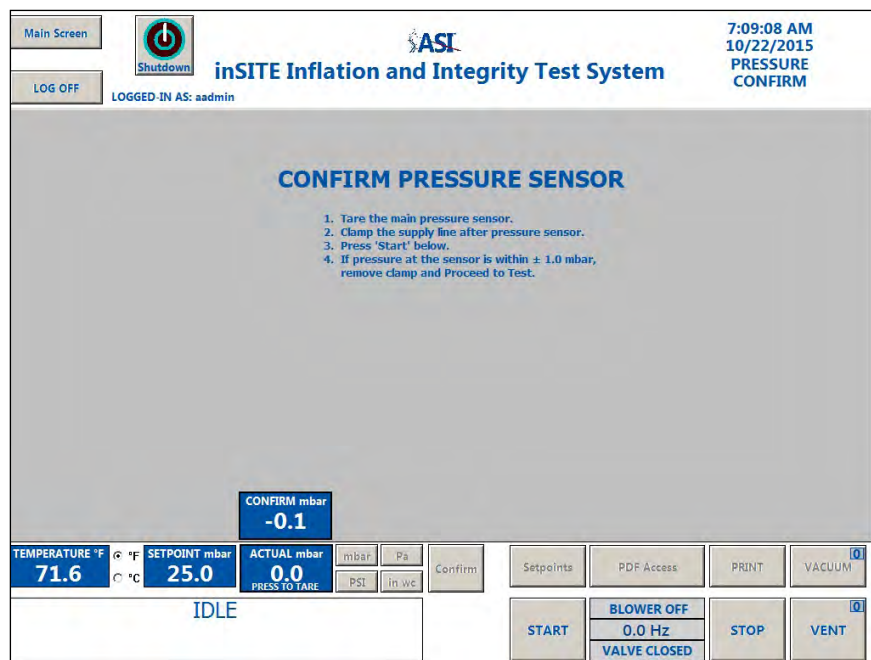 Main Screen
LOG OFF
Shutdown
LOGGED-IN AS: aadmin
ASI
inSITE Inflation and Integrity Test System
7:09:08 AM
10/22/2015
PRESSURE
CONFIRM
CONFIRM PRESSURE SENSOR
1. Tare the main pressure sensor.
2. Clamp the supply line after pressure sensor.
3. Press 'Start' below.
4. If pressure at the sensor is within ± 1.0 mbar,
remove clamp and Proceed to Test.
CONFIRM mbar
-0.1
TEMPERATURE °F
71.6
°F
°C
SETPOINT mbar
25.0
ACTUAL mbar
0.0
PRESS TO TARE
mbar
Pa
PSI
in wc
Confirm
Setpoints
PDF Access
PRINT
VACUUM
0
IDLE
START
BLOWER OFF
0.0 Hz
VALVE CLOSED
STOP
VENT
0